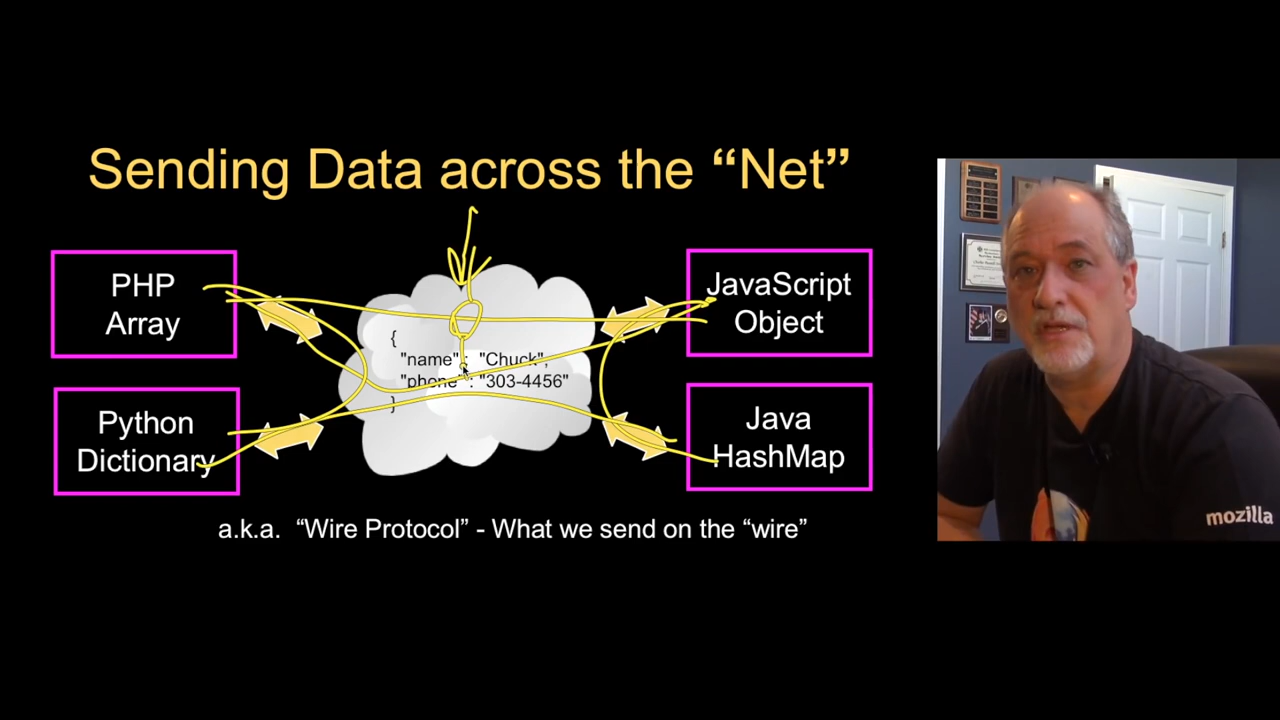 Sending Data across the “Net”
PHP
Array
JavaScript
Object
{
"name" : "Chuck",
"phone" : "303-4456"
}
Python
Dictionary
Java
HashMap
a.k.a. “Wire Protocol” - What we send on the “wire”
mozilla